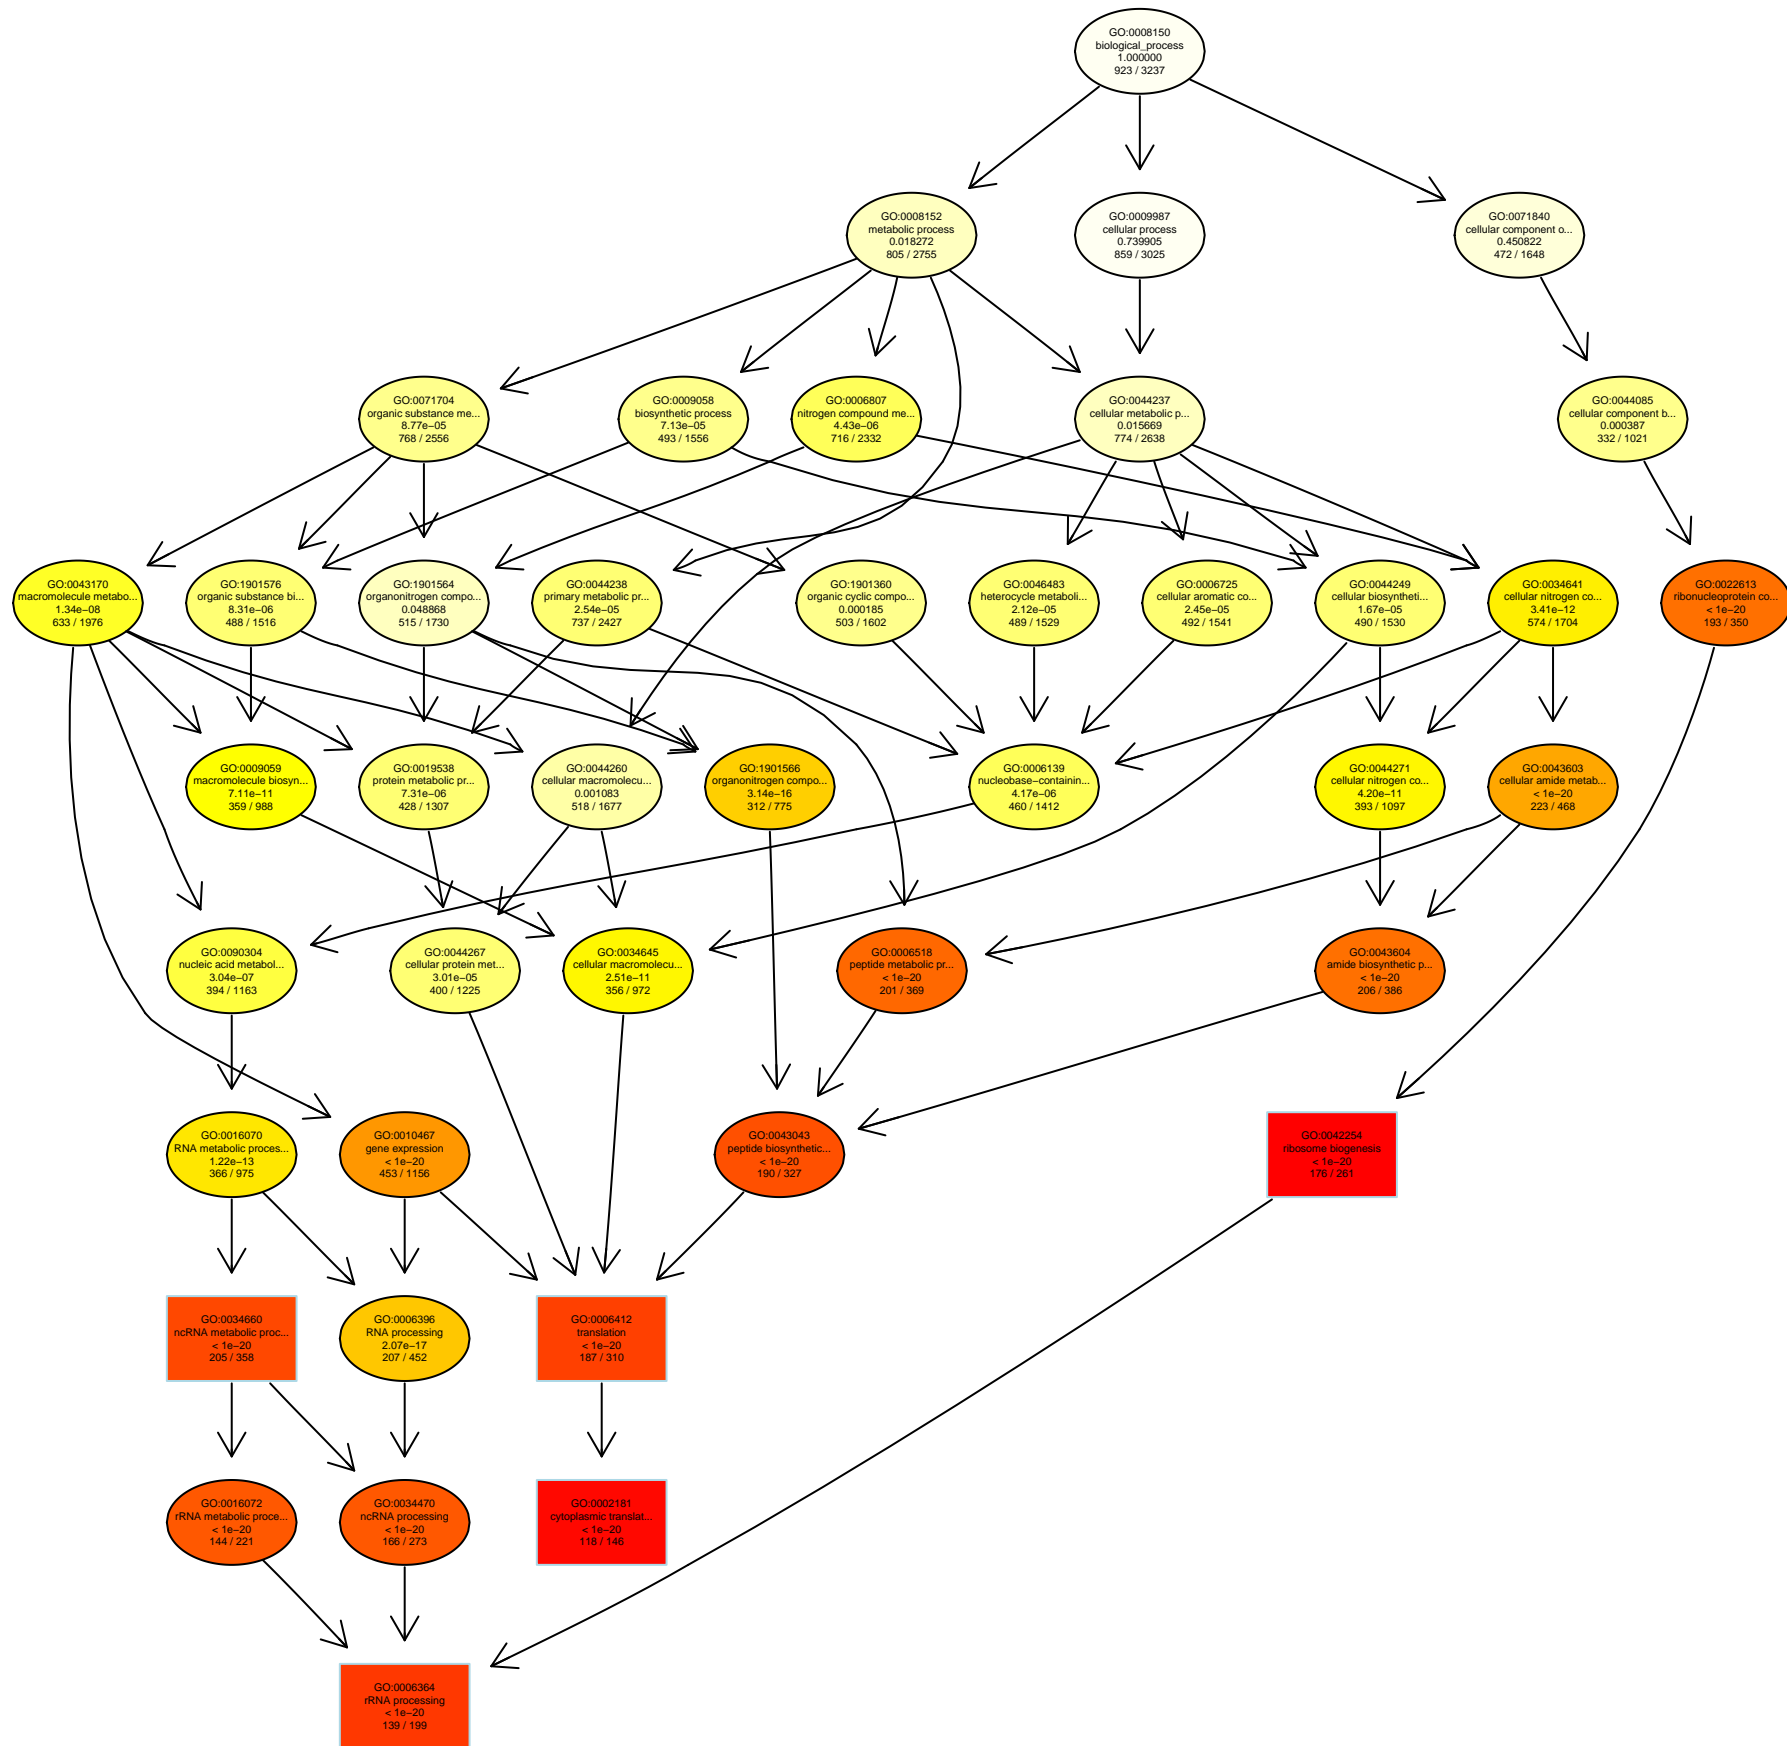 GO:0008150
biological_process
1.000000
923 / 3237
GO:0008152
metabolic process
0.018272
805 / 2755
GO:0009987
cellular process
0.739905
859 / 3025
GO:0071840
cellular component o...
0.450822
472 / 1648
GO:0071704
organic substance me...
8.77e−05
768 / 2556
GO:0009058
biosynthetic process
7.13e−05
493 / 1556
GO:0006807
nitrogen compound me...
4.43e−06
716 / 2332
GO:0044237
cellular metabolic p...
0.015669
774 / 2638
GO:0044085
cellular component b...
0.000387
332 / 1021
GO:0043170
macromolecule metabo...
1.34e−08
633 / 1976
GO:1901576
organic substance bi...
8.31e−06
488 / 1516
GO:1901564
organonitrogen compo...
0.048868
515 / 1730
GO:0044238
primary metabolic pr...
2.54e−05
737 / 2427
GO:1901360
organic cyclic compo...
0.000185
503 / 1602
GO:0046483
heterocycle metaboli...
2.12e−05
489 / 1529
GO:0006725
cellular aromatic co...
2.45e−05
492 / 1541
GO:0044249
cellular biosyntheti...
1.67e−05
490 / 1530
GO:0034641
cellular nitrogen co...
3.41e−12
574 / 1704
GO:0022613
ribonucleoprotein co...
< 1e−20
193 / 350
GO:0009059
macromolecule biosyn...
7.11e−11
359 / 988
GO:0019538
protein metabolic pr...
7.31e−06
428 / 1307
GO:0044260
cellular macromolecu...
0.001083
518 / 1677
GO:1901566
organonitrogen compo...
3.14e−16
312 / 775
GO:0006139
nucleobase−containin...
4.17e−06
460 / 1412
GO:0044271
cellular nitrogen co...
4.20e−11
393 / 1097
GO:0043603
cellular amide metab...
< 1e−20
223 / 468
GO:0090304
nucleic acid metabol...
3.04e−07
394 / 1163
GO:0044267
cellular protein met...
3.01e−05
400 / 1225
GO:0034645
cellular macromolecu...
2.51e−11
356 / 972
GO:0006518
peptide metabolic pr...
< 1e−20
201 / 369
GO:0043604
amide biosynthetic p...
< 1e−20
206 / 386
GO:0016070
RNA metabolic proces...
1.22e−13
366 / 975
GO:0010467
gene expression
< 1e−20
453 / 1156
GO:0043043
peptide biosynthetic...
< 1e−20
190 / 327
GO:0042254
ribosome biogenesis
< 1e−20
176 / 261
GO:0034660
ncRNA metabolic proc...
< 1e−20
205 / 358
GO:0006396
RNA processing
2.07e−17
207 / 452
GO:0006412
translation
< 1e−20
187 / 310
GO:0016072
rRNA metabolic proce...
< 1e−20
144 / 221
GO:0034470
ncRNA processing
< 1e−20
166 / 273
GO:0002181
cytoplasmic translat...
< 1e−20
118 / 146
GO:0006364
rRNA processing
< 1e−20
139 / 199